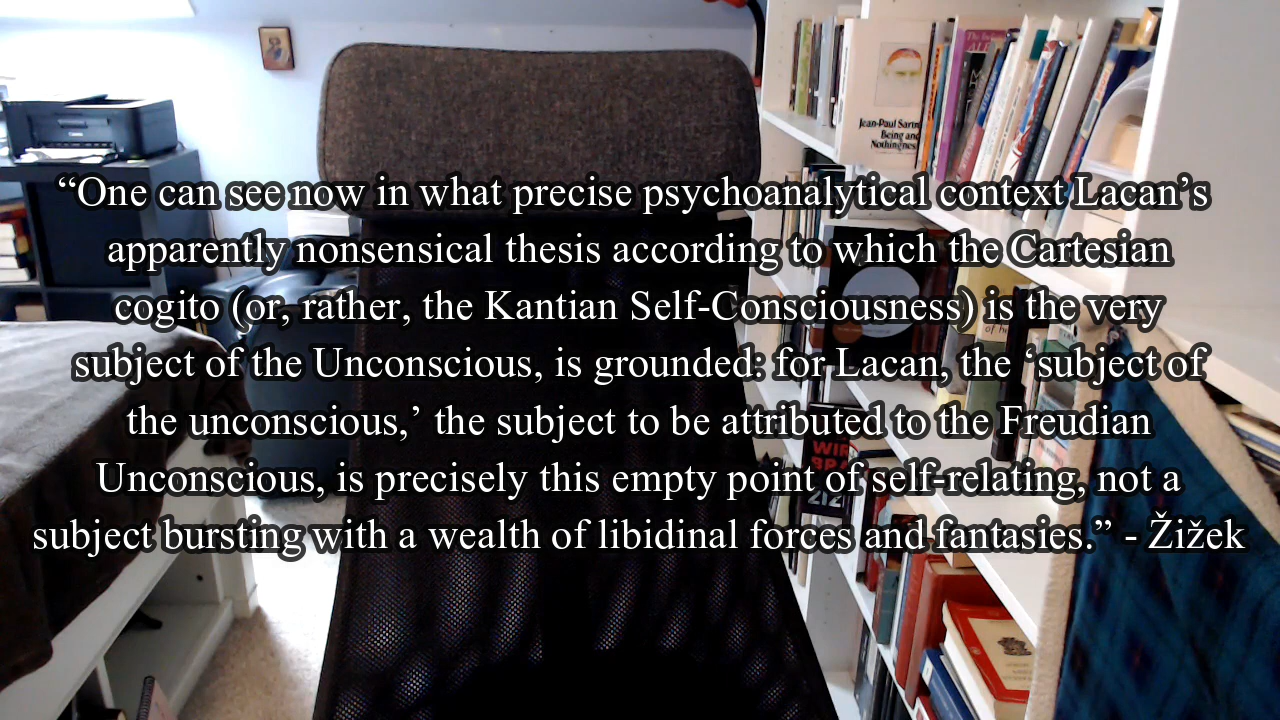 Jean-Paul Sartre
Being and
Nothingness
“One can see now in what precise psychoanalytical context Lacan’s
apparently nonsensical thesis according to which the Cartesian
cogito (or, rather, the Kantian Self-Consciousness) is the very
subject of the Unconscious, is grounded: for Lacan, the ‘subject of
the unconscious,’ the subject to be attributed to the Freudian
Unconscious, is precisely this empty point of self-relating, not a
subject bursting with a wealth of libidinal forces and fantasies.” - Žižek